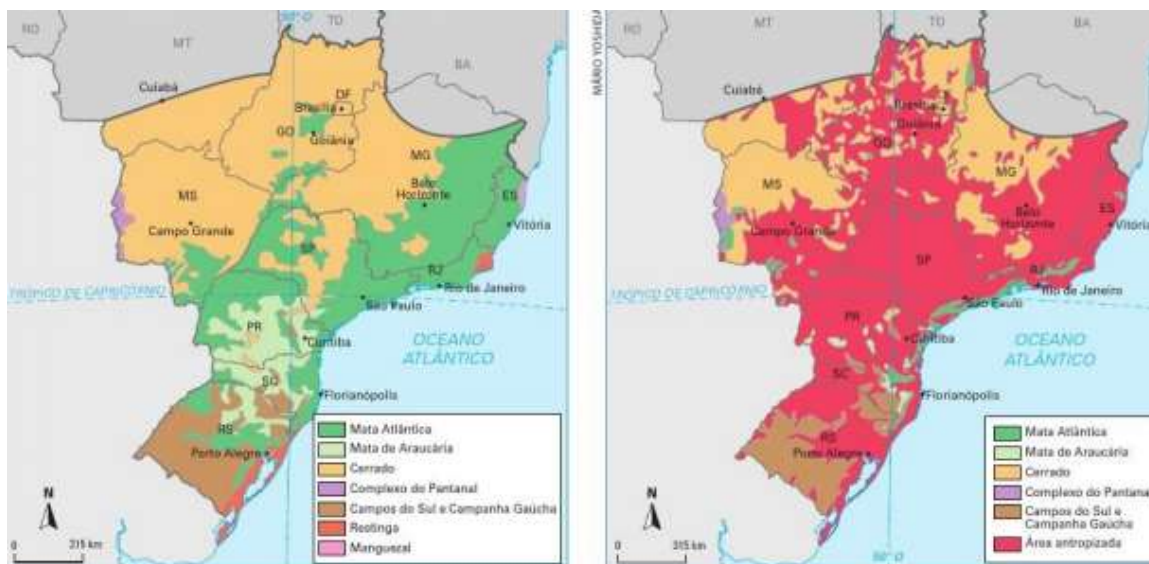 50° O
TO
RO
MT
BA
Cuiabá
DF
Brasília
GO
Goiânia
MG
MS
Belo
Horizonte
ES
Campo Grande
Vitória
SP
RJ
Rio de Janeiro
TRÓPICO DE CAPRICÓRNIO
São Paulo
PR
Curitiba
OCEANO
ATLÂNTICO
SC
Florianópolis
RS
Porto Alegre
Mata Atlântica
Mata de Araucária
Cerrado
Complexo do Pantanal
Campos do Sul e Campanha Gaúcha
Restinga
Manguezal
N
0
315 km
MÁRIO YOSHIDA
RO
MT
TO
BA
Cuiabá
Brasília
Goiânia
GO
MG
MS
Belo
Horizonte
ES
Campo Grande
Vitória
SP
RJ
Rio de Janeiro
TRÓPICO DE CAPRICÓRNIO
São Paulo
PR
Curitiba
OCEANO
ATLÂNTICO
SC
Florianópolis
RS
Porto Alegre
Mata Atlântica
Mata de Araucária
Cerrado
Complexo do Pantanal
Campos do Sul e
Campanha Gaúcha
Área antropizada
N
0
315 km
50° O